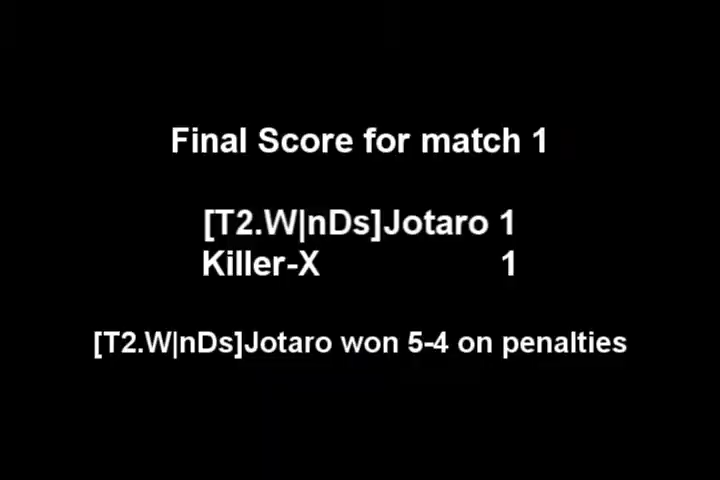 Final Score for match 1
[T2.W|nDs]Jotaro 1
Killer-X 1
[T2.W|nDs]Jotaro won 5-4 on penalties